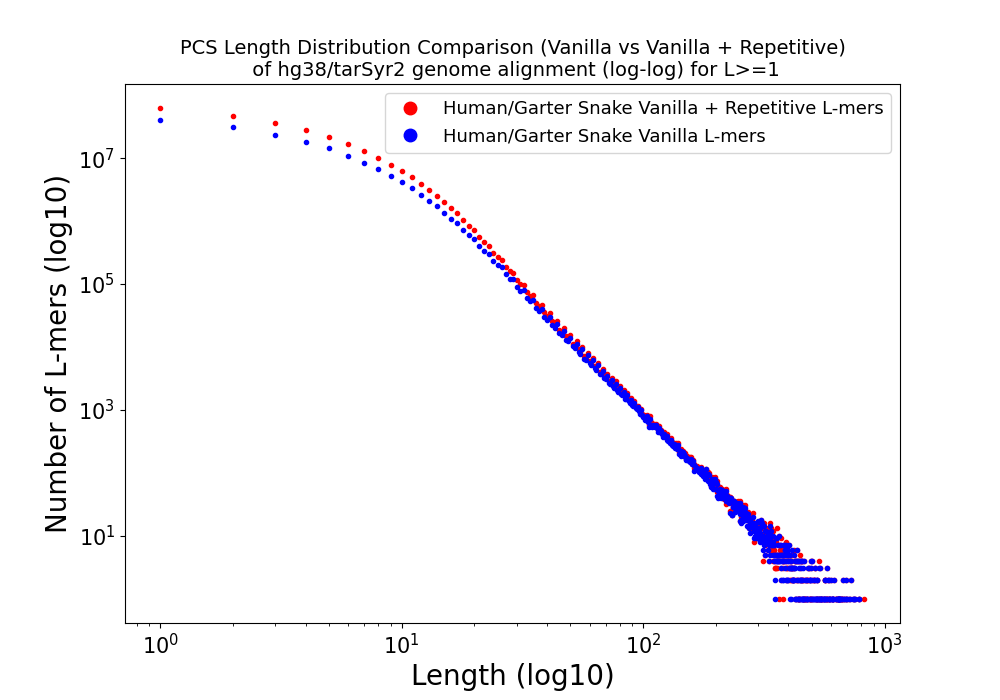 PCS Length Distribution Comparison (Vanilla vs Vanilla + Repetitive)
of hg38/tarSyr2 genome alignment (log-log) for L>=1
Human/Garter Snake Vanilla + Repetitive L-mers
Human/Garter Snake Vanilla L-mers
Number of L-mers (log10)
10^7
10^5
10^3
10^1
10^0 10^1 10^2 10^3
Length (log10)